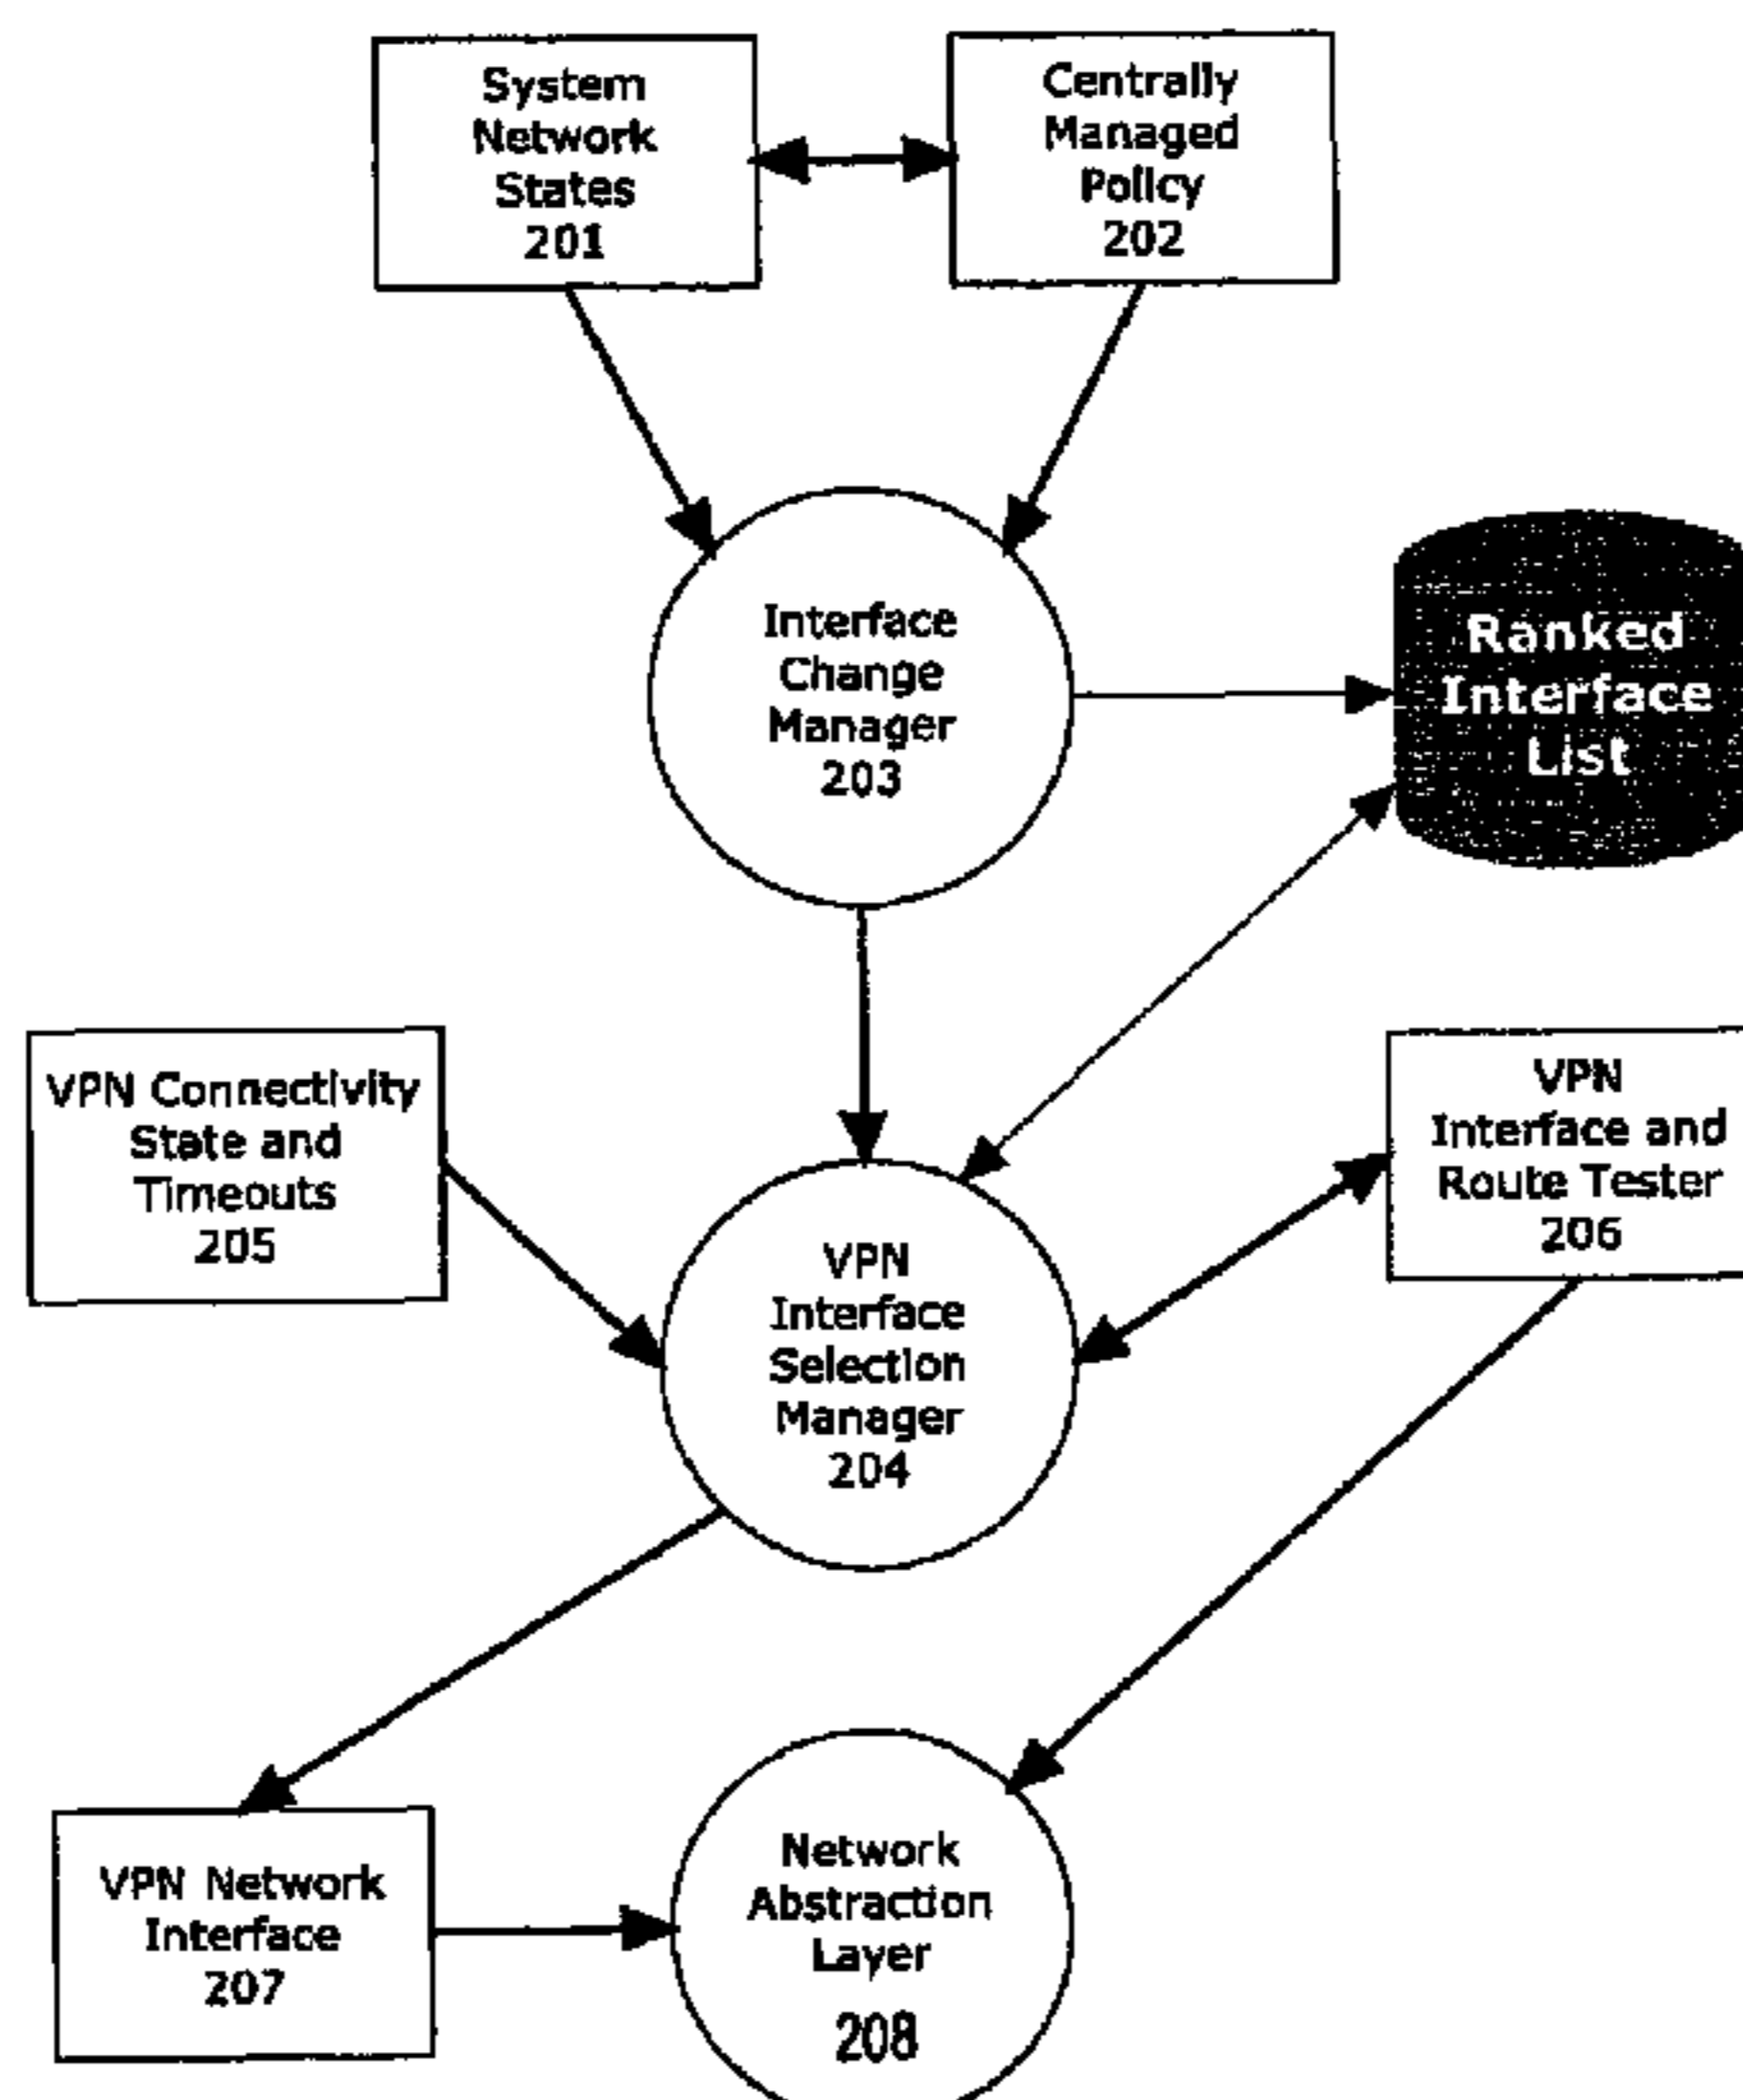 System
Network
States
201
Centrally
Managed
Policy
202
Interface
Change
Manager
203
Ranked
Interface
List
VPN Connectivity
State and
Timeouts
205
VPN
Interface and
Route Tester
206
VPN
Interface
Selection
Manager
204
VPN Network
Interface
207
Network
Abstraction
Layer
208